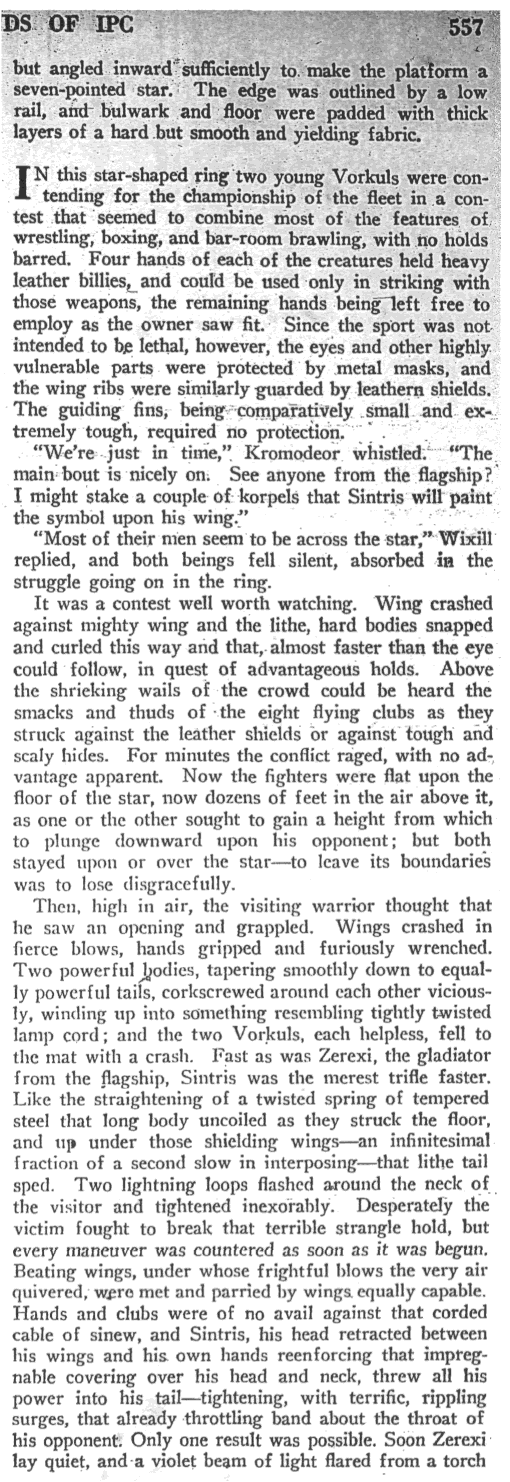 DS OF IPC 557
but angled inward sufficiently to make the platform a
seven-pointed star. The edge was outlined by a low
rail, and bulwark and floor were padded with thick
layers of a hard but smooth and yielding fabric.
IN this star-shaped ring two young Vorkuls were con-
tending for the championship of the fleet in a con-
test that seemed to combine most of the features of
wrestling, boxing, and bar-room brawling, with no holds
barred. Four hands of each of the creatures held heavy
leather billies, and could be used only in striking with
those weapons, the remaining hands being left free to
employ as the owner saw fit. Since the sport was not
intended to be lethal, however, the eyes and other highly
vulnerable parts were protected by metal masks, and
the wing ribs were similarly guarded by leathern shields.
The guiding fins, being comparatively small and ex-
tremely tough, required no protection.
"We're just in time," Kromodeor whistled. "The
main bout is nicely on. See anyone from the flagship?
I might stake a couple of korpels that Sintris will paint
the symbol upon his wing."
"Most of their men seem to be across the star," Wixill
replied, and both beings fell silent, absorbed in the
struggle going on in the ring.
It was a contest well worth watching. Wing crashed
against mighty wing and the lithe, hard bodies snapped
and curled this way and that, almost faster than the eye
could follow, in quest of advantageous holds. Above
the shrieking wails of the crowd could be heard the
smacks and thuds of the eight flying clubs as they
struck against the leather shields or against tough and
scaly hides. For minutes the conflict raged, with no ad-
vantage apparent. Now the fighters were flat upon the
floor of the star, now dozens of feet in the air above it,
as one or the other sought to gain a height from which
to plunge downward upon his opponent; but both
stayed upon or over the star—to leave its boundaries
was to lose disgracefully.
Then, high in air, the visiting warrior thought that
he saw an opening and grappled. Wings crashed in
fierce blows, hands gripped and furiously wrenched.
Two powerful bodies, tapering smoothly down to equal-
ly powerful tails, corkscrewed around each other vicious-
ly, winding up into something resembling tightly twisted
lamp cord; and the two Vorkuls, each helpless, fell to
the mat with a crash. Fast as was Zerexi, the gladiator
from the flagship, Sintris was the merest trifle faster.
Like the straightening of a twisted spring of tempered
steel that long body uncoiled as they struck the floor,
and up under those shielding wings—an infinitesimal
fraction of a second slow in interposing—that lithe tail
sped. Two lightning loops flashed around the neck of
the visitor and tightened inexorably. Desperately the
victim fought to break that terrible strangle hold, but
every maneuver was countered as soon as it was begun.
Beating wings, under whose frightful blows the very air
quivered, were met and parried by wings equally capable.
Hands and clubs were of no avail against that corded
cable of sinew, and Sintris, his head retracted between
his wings and his own hands reenforcing that impreg-
nable covering over his head and neck, threw all his
power into his tail—tightening, with terrific, rippling
surges, that already throttling band about the throat of
his opponent. Only one result was possible. Soon Zerexi
lay quiet, and a violet beam of light flared from a torch